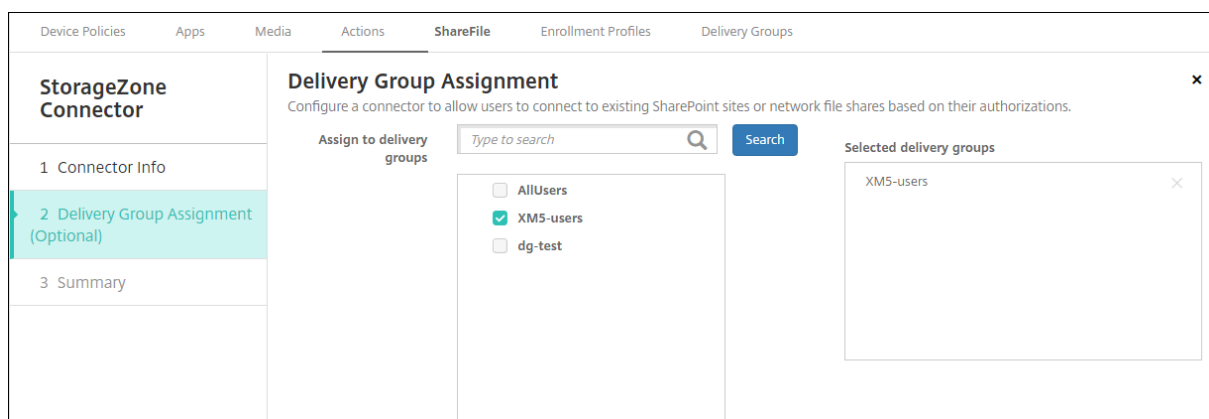 Device Policies Apps Media Actions ShareFile Enrollment Profiles Delivery Groups
StorageZone
Connector
1 Connector Info
2 Delivery Group Assignment
(Optional)
3 Summary
Delivery Group Assignment
Configure a connector to allow users to connect to existing SharePoint sites or network file shares based on their authorizations.
Assign to delivery
groups
Type to search
Search
AllUsers
XM5-users
dg-test
Selected delivery groups
XM5-users